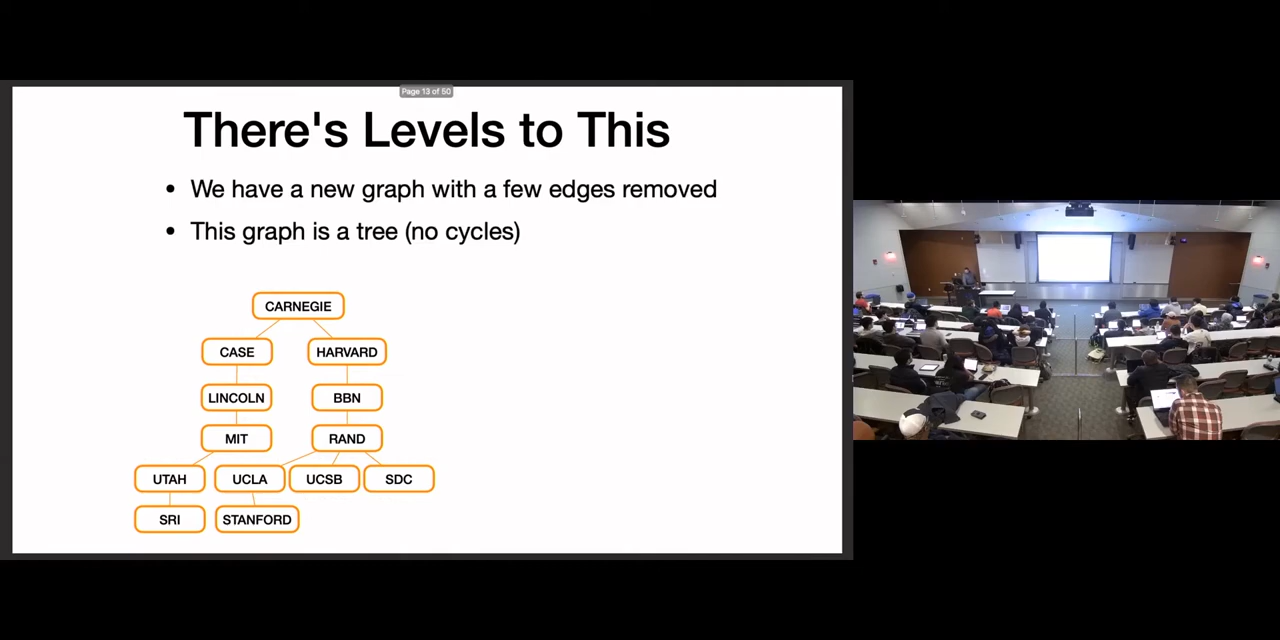 Page 13 of 50
There's Levels to This
• We have a new graph with a few edges removed
• This graph is a tree (no cycles)
CARNEGIE
CASE HARVARD
LINCOLN BBN
MIT RAND
UTAH UCLA UCSB SDC
SRI STANFORD